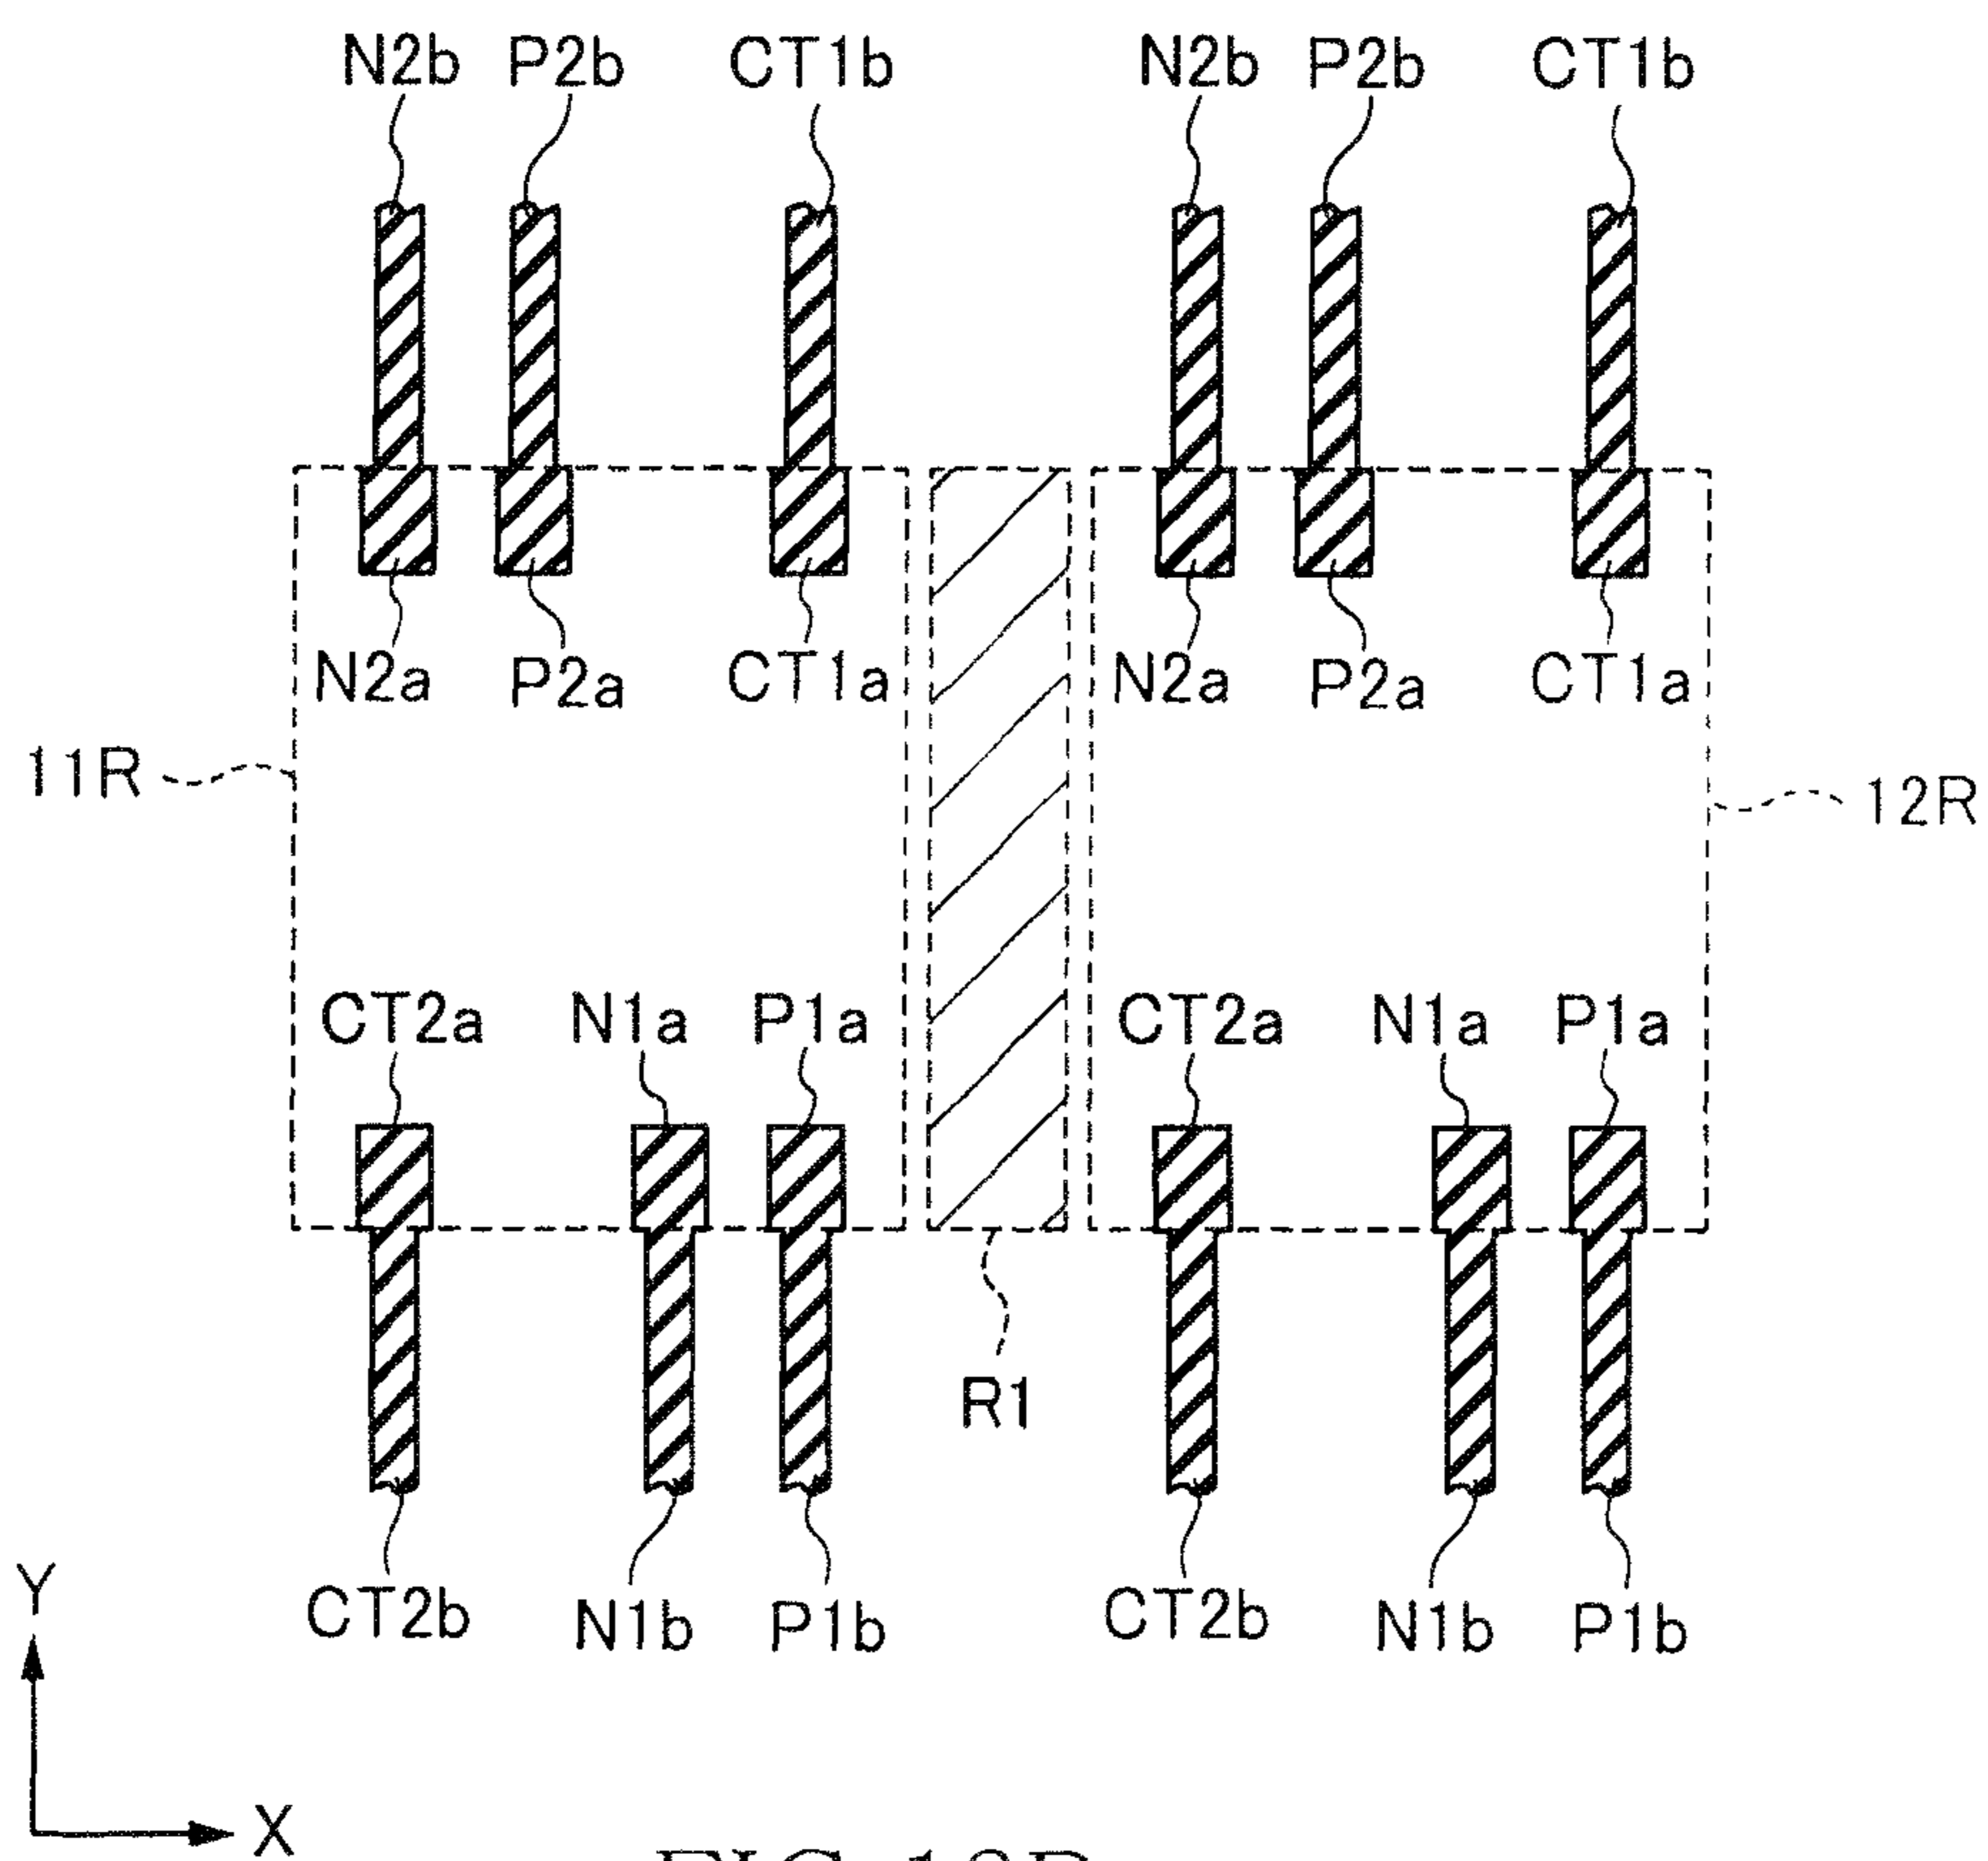 N2b P2b CT1b N2b P2b CT1b
N2a P2a CT1a N2a P2a CT1a
11R 12R
CT2a N1a P1a CT2a N1a P1a
R1
CT2b N1b P1b CT2b N1b P1b
Y
X